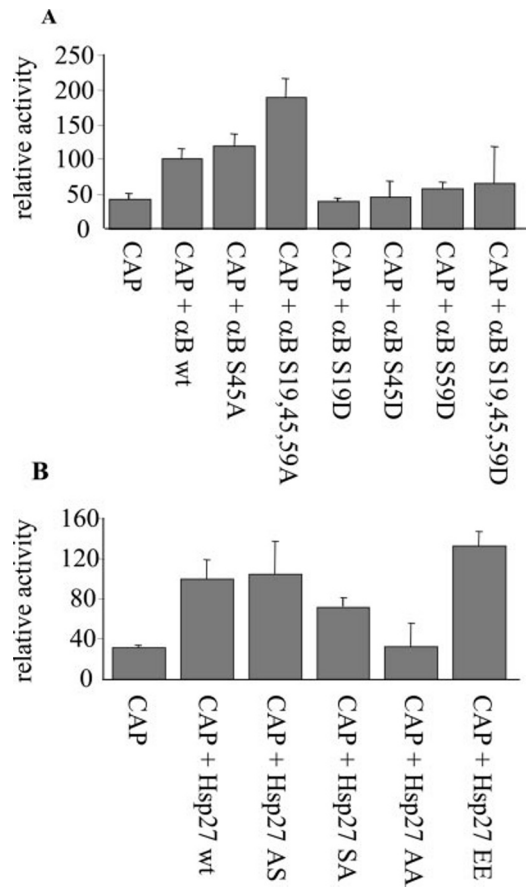 A
relative activity
250
200
150
100
50
0
CAP
CAP + αB wt
CAP + αB S45A
CAP + αB S19,45,59A
CAP + αB S19D
CAP + αB S45D
CAP + αB S59D
CAP + αB S19,45,59D
B
relative activity
160
120
80
40
0
CAP
CAP + Hsp27 wt
CAP + Hsp27 AS
CAP + Hsp27 SA
CAP + Hsp27 AA
CAP + Hsp27 EE